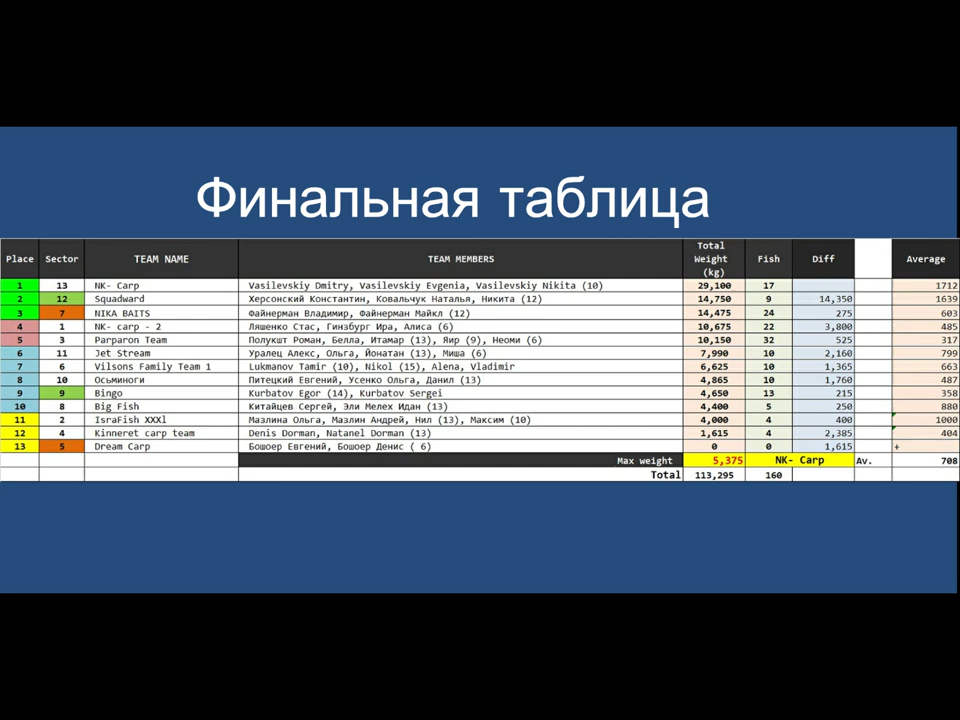 Финальная таблица
Place Sector TEAM NAME TEAM MEMBERS Total Weight (kg) Fish Diff Average
1 13 NK- Carp Vasilevskiy Dmitry, Vasilevskiy Evgenia, Vasilevskiy Nikita (10) 29,100 17 1712
2 12 Squadward Херсонский Константин, Ковальчук Наталья, Никита (12) 14,750 9 14,350 1639
3 7 NIKA BAITS Файнерман Владимир, Файнерман Майкл (12) 14,475 24 275 603
4 1 NK- carp - 2 Ляшенко Стас, Гинзбург Ира, Алиса (6) 10,675 22 3,800 485
5 3 Parparon Team Полукшт Роман, Белла, Итамар (13), Яир (9), Неоми (6) 10,150 32 525 317
6 11 Jet Stream Уралец Алекс, Ольга, Йонатан (13), Миша (6) 7,990 10 2,160 799
7 6 Vilsons Family Team 1 Lukmanov Tamir (10), Nikol (15), Alena, Vladimir 6,625 10 1,365 663
8 10 Осьминоги Питецкий Евгений, Усенко Ольга, Данил (13) 4,865 10 1,760 487
9 9 Bingo Kurbatov Egor (14), Kurbatov Sergei 4,650 13 215 358
10 8 Big Fish Китайцев Сергей, Эли Мелех Идан (13) 4,400 5 250 880
11 2 IsraFish XXXl Мазлина Ольга, Мазлин Андрей, Нил (13), Максим (10) 4,000 4 400 1000
12 4 Kinneret carp team Denis Dorman, Natanel Dorman (13) 1,615 4 2,385 404
13 5 Dream Carp Бошоер Евгений, Бошоер Денис ( 6) 0 0 1,615 +
Max weight 5,375 NK- Carp Av. 708
Total 113,295 160